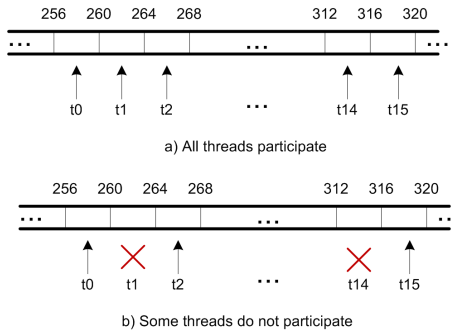 256 260 264 268 312 316 320
... ... ...
t0 t1 t2 ... t14 t15
a) All threads participate
256 260 264 268 312 316 320
... ... ..
t0 t1 t2 ... t14 t15
b) Some threads do not participate